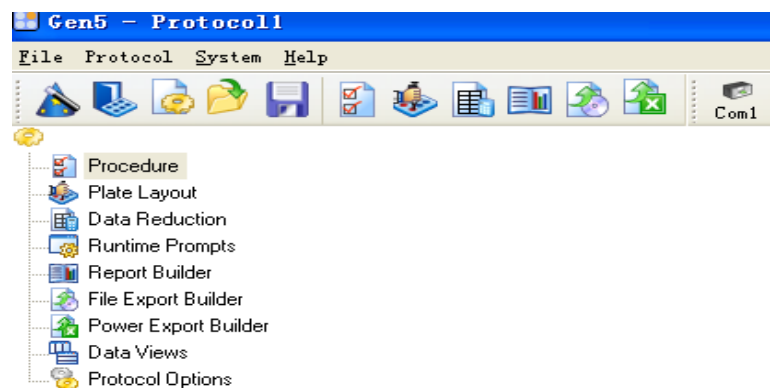 Gen5 - Protocol1
File Protocol System Help
Com1
Procedure
Plate Layout
Data Reduction
Runtime Prompts
Report Builder
File Export Builder
Power Export Builder
Data Views
Protocol Options